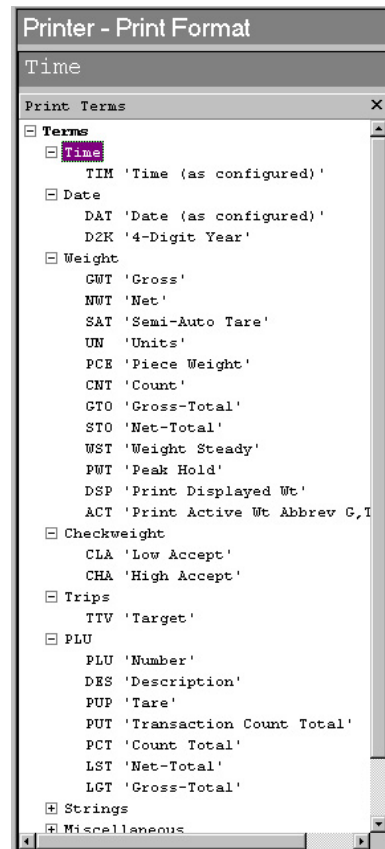 Printer - Print Format
Time
Print Terms
Terms
Time
TIM 'Time (as configured)'
Date
DAT 'Date (as configured)'
D2K '4-Digit Year'
Weight
GWT 'Gross'
NWT 'Net'
SAT 'Semi-Auto Tare'
UN 'Units'
PCE 'Piece Weight'
CNT 'Count'
GTO 'Gross-Total'
STO 'Net-Total'
WST 'Weight Steady'
PWT 'Peak Hold'
DSP 'Print Displayed Wt'
ACT 'Print Active Wt Abbrev G,T
Checkweight
CLA 'Low Accept'
CHA 'High Accept'
Trips
TTV 'Target'
PLU
PLU 'Number'
DES 'Description'
PUP 'Tare'
PUT 'Transaction Count Total'
PCT 'Count Total'
LST 'Net-Total'
LGT 'Gross-Total'
Strings
Miscellaneous